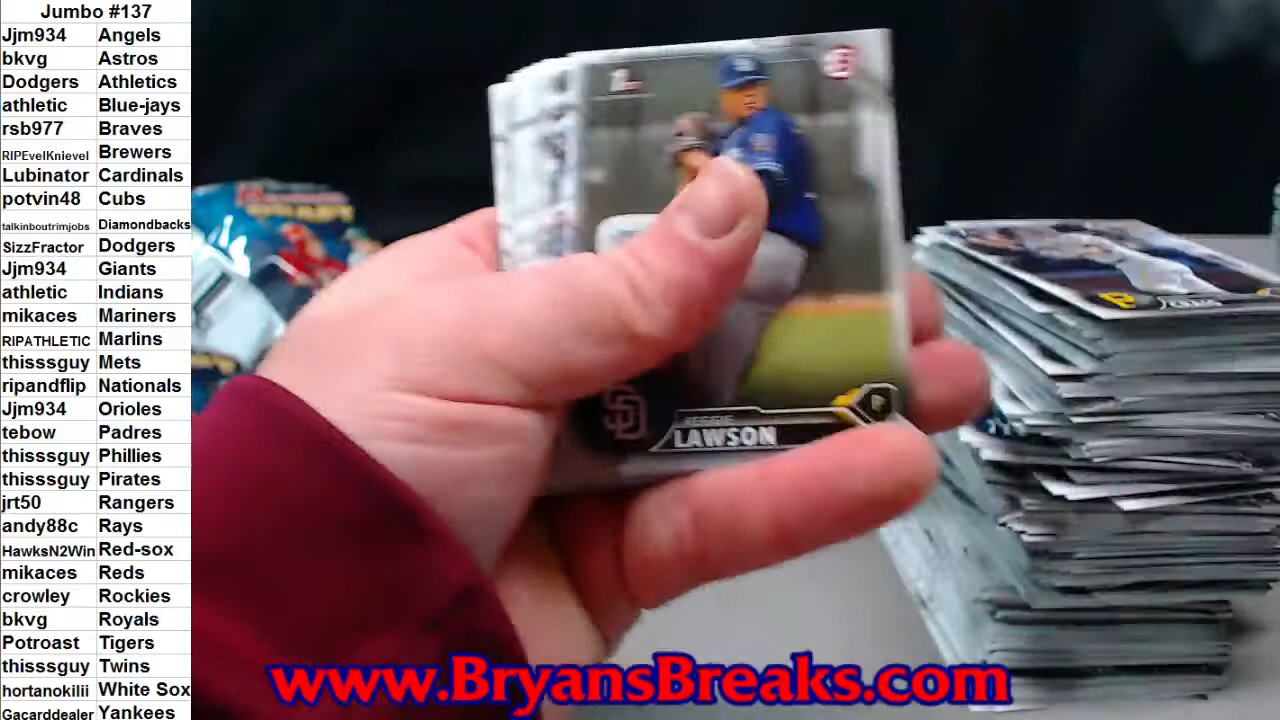 Jumbo #137
Jjm934 Angels
bkvg Astros
Dodgers Athletics
athletic Blue-jays
rsb977 Braves
RIPEvelKnievel Brewers
Lubinator Cardinals
potvin48 Cubs
talkinboutrimjobs Diamondbacks
SizzFractor Dodgers
Jjm934 Giants
athletic Indians
mikaces Mariners
RIPATHLETIC Marlins
thisssguy Mets
ripandflip Nationals
Jjm934 Orioles
tebow Padres
thisssguy Phillies
thisssguy Pirates
jrt50 Rangers
andy88c Rays
HawksN2Win Red-sox
mikaces Reds
crowley Rockies
bkvg Royals
Potroast Tigers
thisssguy Twins
hortanokilii White Sox
Gacarddealer Yankees
SD
LAWSON
P
www.BryansBreaks.com